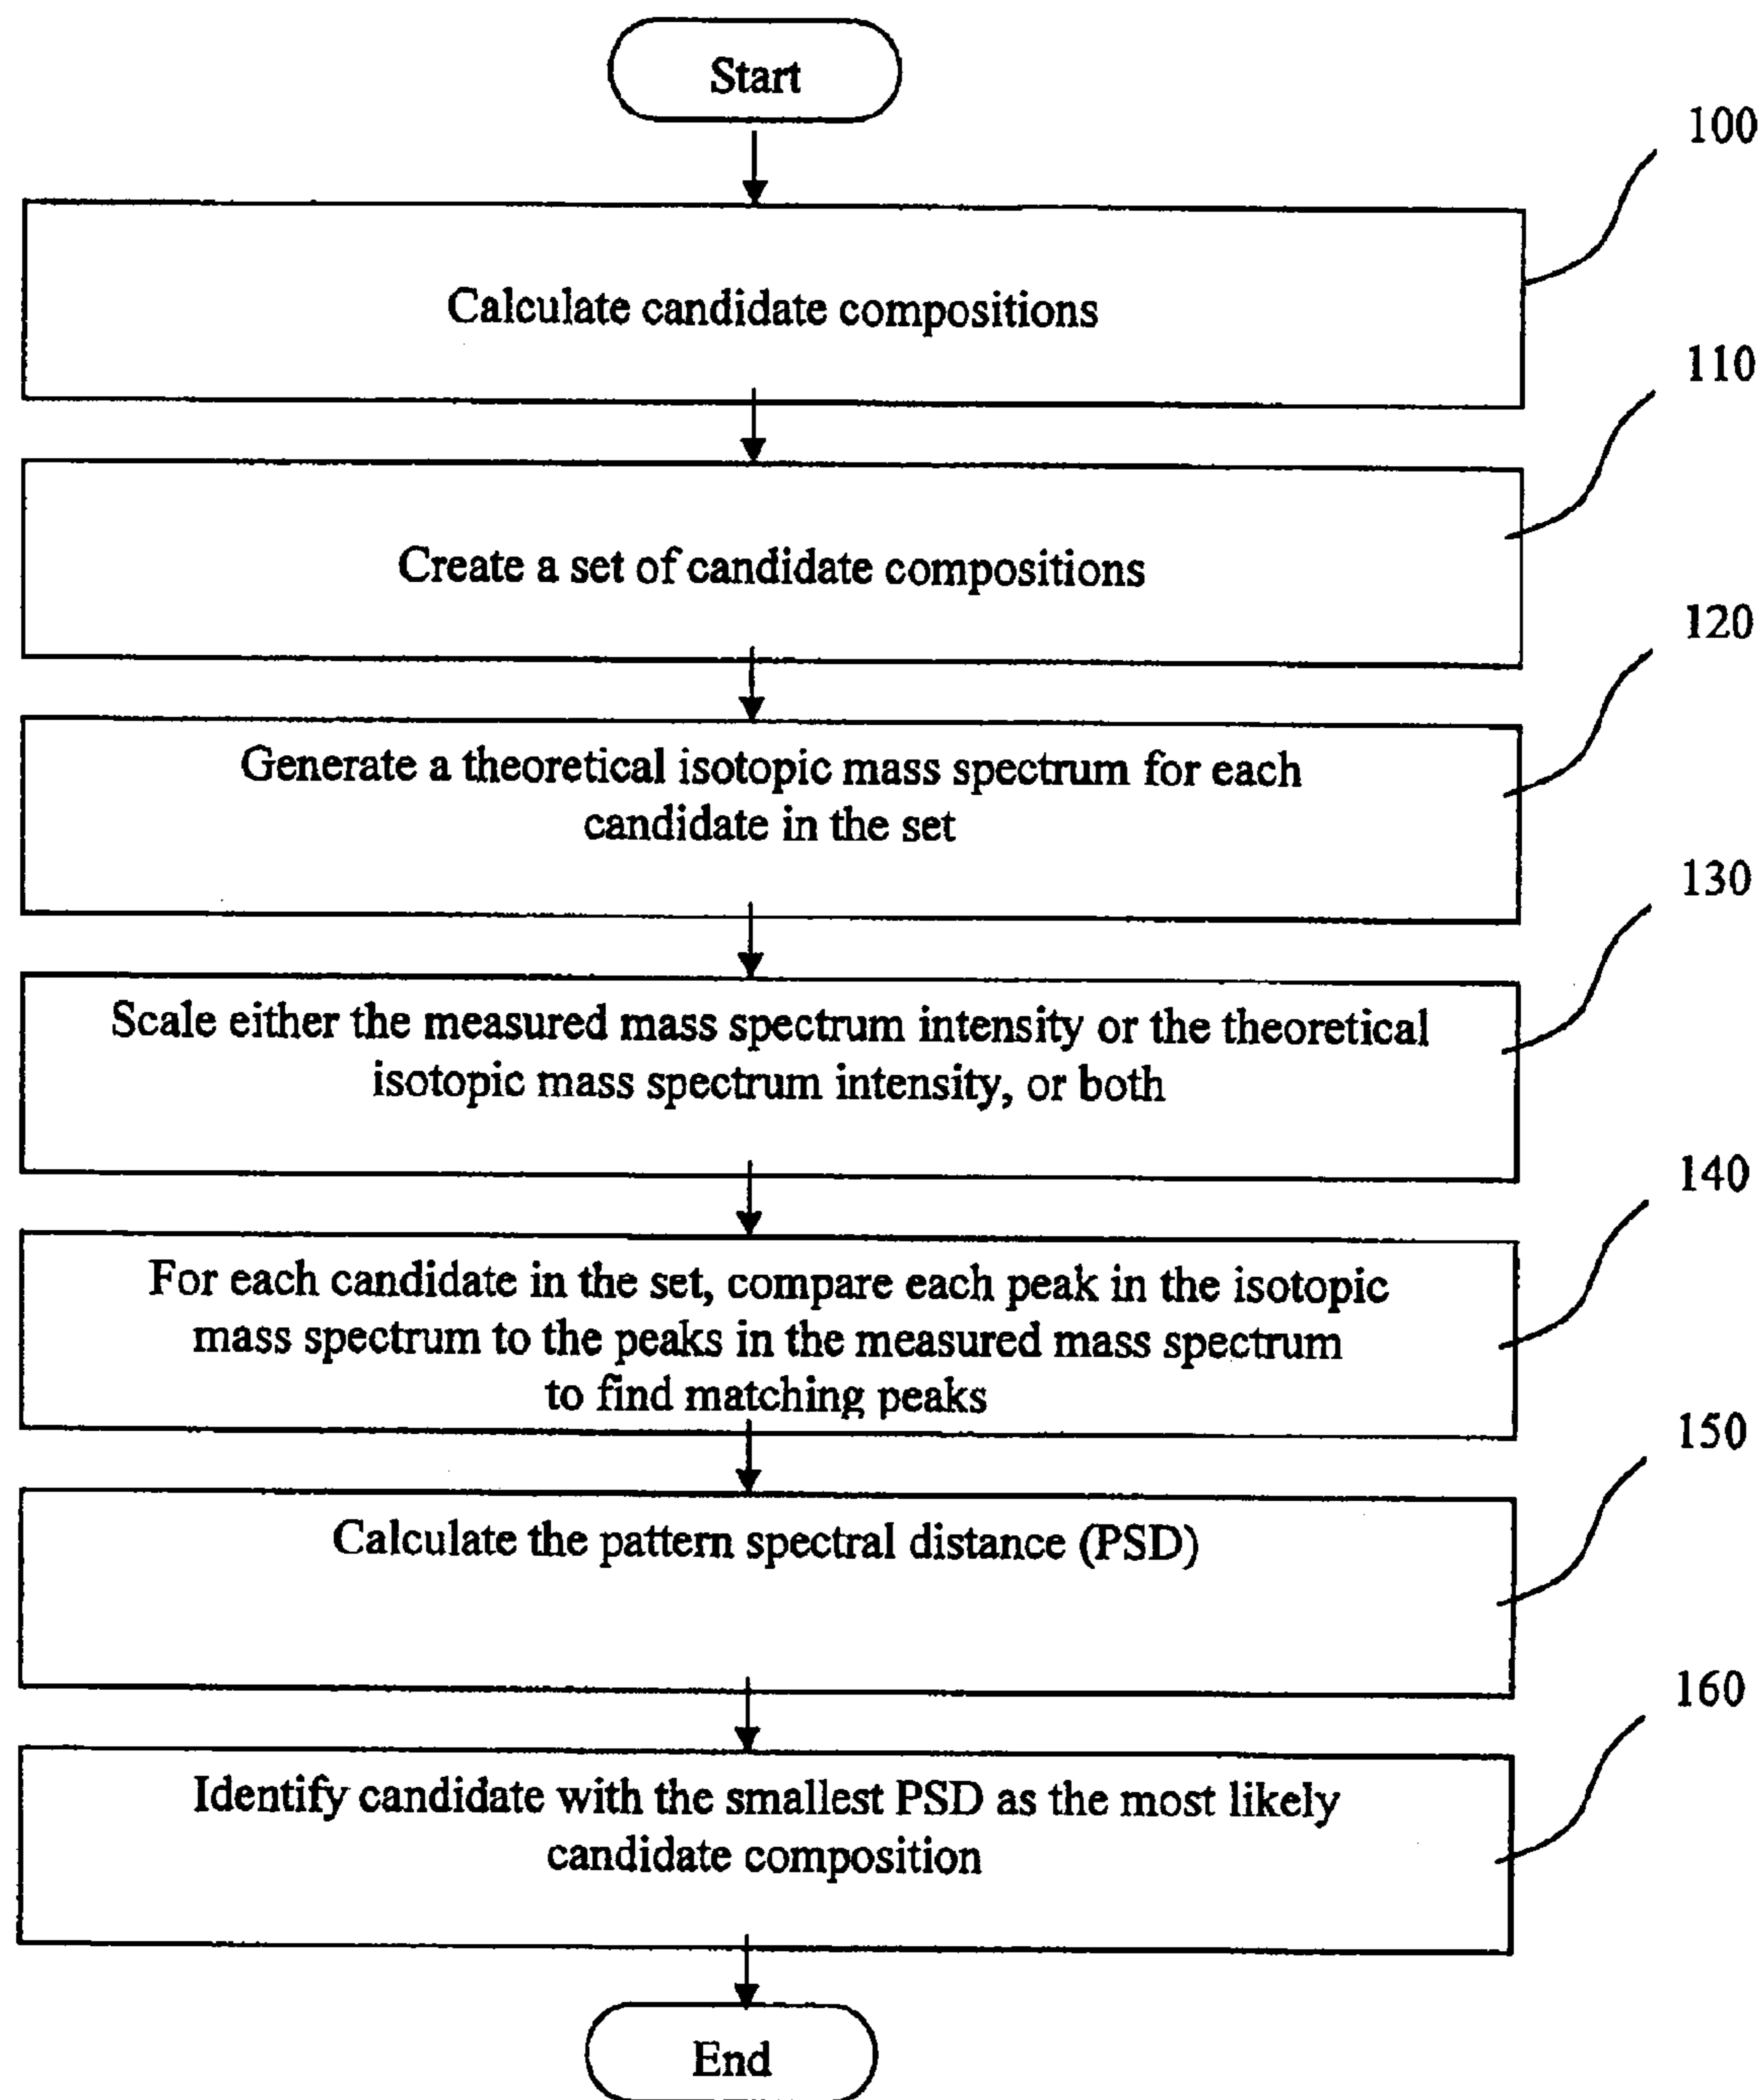 Start
100
Calculate candidate compositions
110
Create a set of candidate compositions
120
Generate a theoretical isotopic mass spectrum for each
candidate in the set
130
Scale either the measured mass spectrum intensity or the theoretical
isotopic mass spectrum intensity, or both
140
For each candidate in the set, compare each peak in the isotopic
mass spectrum to the peaks in the measured mass spectrum
to find matching peaks
150
Calculate the pattern spectral distance (PSD)
160
Identify candidate with the smallest PSD as the most likely
candidate composition
End